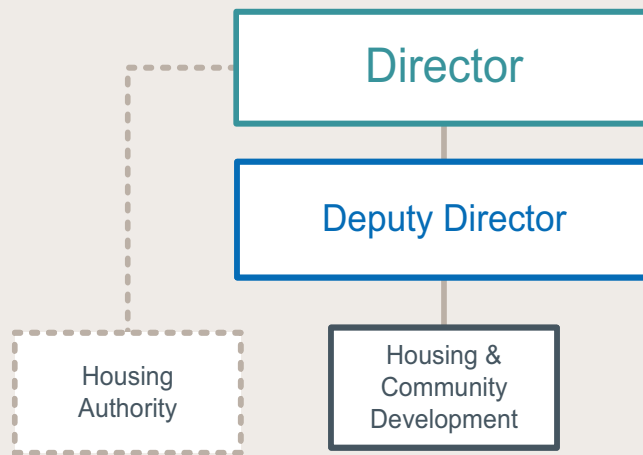 Director
Deputy Director
Housing
Authority
Housing &
Community
Development